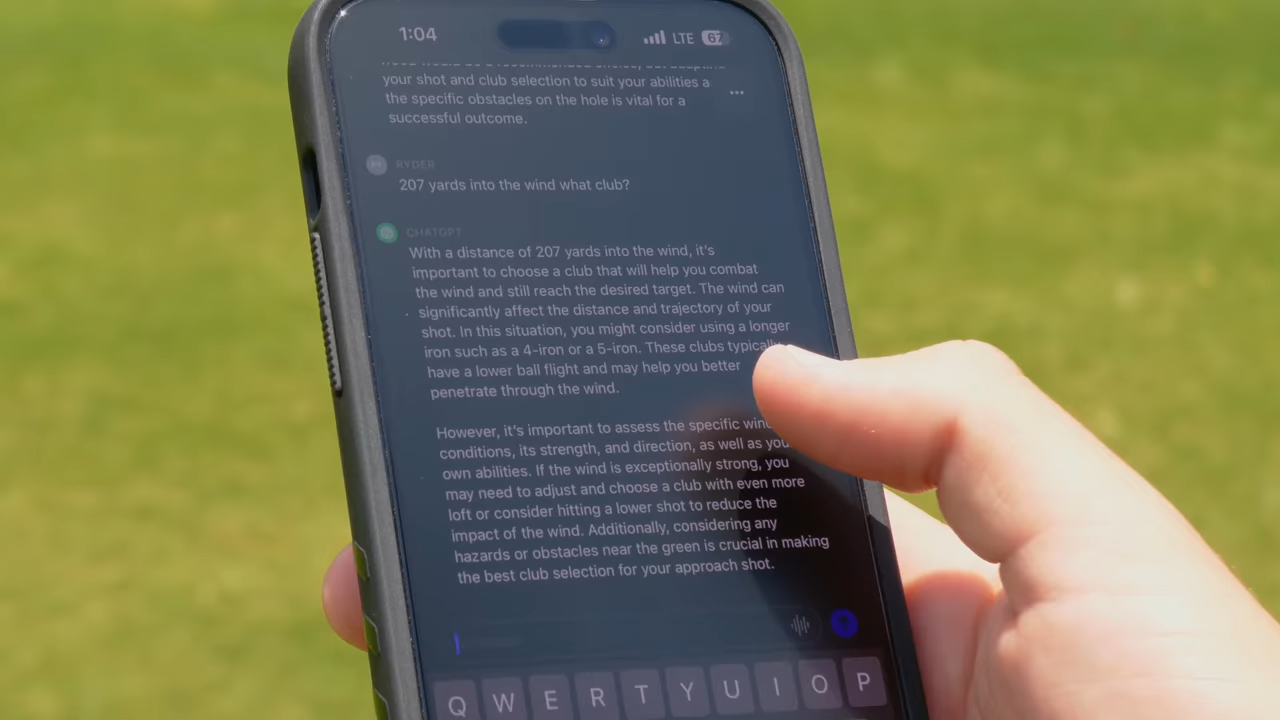 1:04 LTE 67
your shot and club selection to suit your abilities a
the specific obstacles on the hole is vital for a
successful outcome.
RYDER
207 yards into the wind what club?
CHATGPT
With a distance of 207 yards into the wind, it's
important to choose a club that will help you combat
the wind and still reach the desired target. The wind can
significantly affect the distance and trajectory of your
shot. In this situation, you might consider using a longer
iron such as a 4-iron or a 5-iron. These clubs typically
have a lower ball flight and may help you better
penetrate through the wind.
However, it's important to assess the specific wind
conditions, its strength, and direction, as well as you
own abilities. If the wind is exceptionally strong, you
may need to adjust and choose a club with even more
loft or consider hitting a lower shot to reduce the
impact of the wind. Additionally, considering any
hazards or obstacles near the green is crucial in making
the best club selection for your approach shot.
Q W E R T Y U I O P